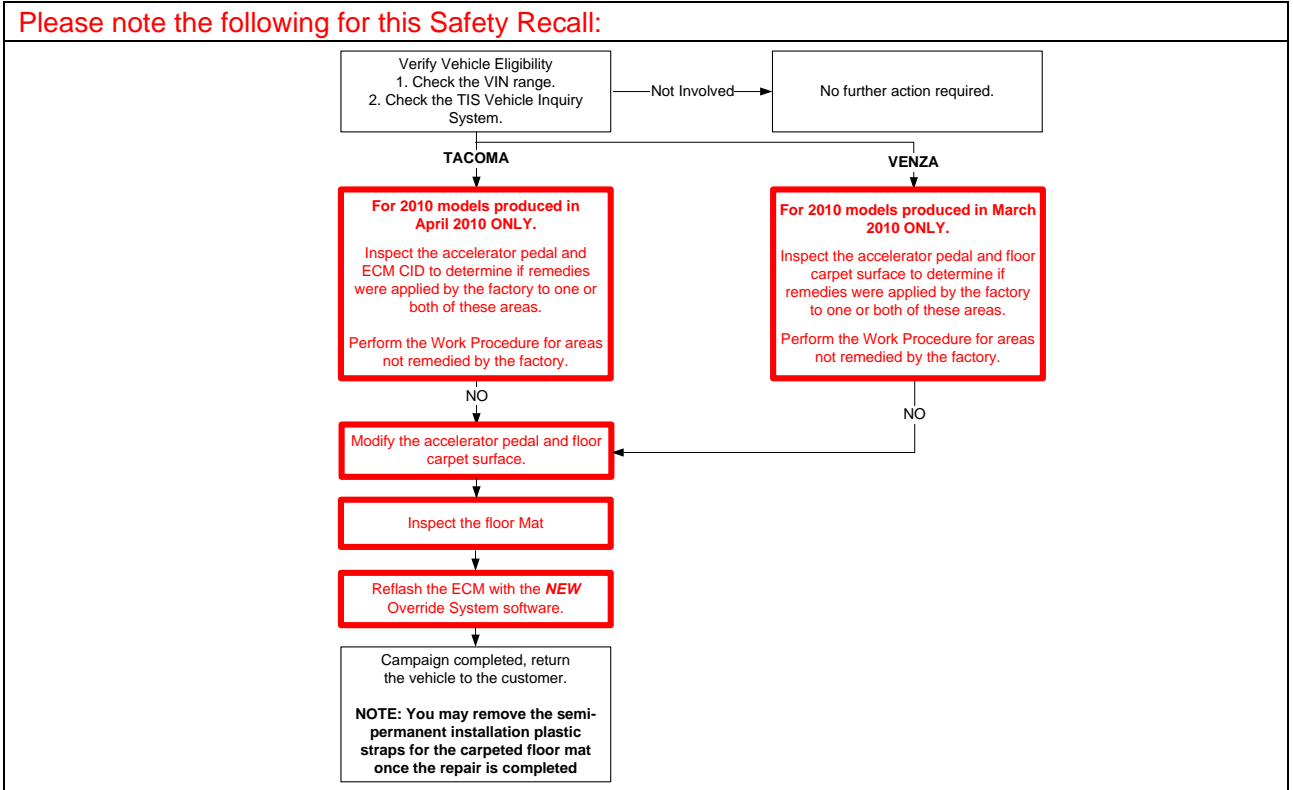 Please note the following for this Safety Recall:
Verify Vehicle Eligibility
1. Check the VIN range.
2. Check the TIS Vehicle Inquiry
System.
Not Involved
No further action required.
TACOMA
VENZA
For 2010 models produced in
April 2010 ONLY.
Inspect the accelerator pedal and
ECM CID to determine if remedies
were applied by the factory to one or
both of these areas.
Perform the Work Procedure for areas
not remedied by the factory.
For 2010 models produced in March
2010 ONLY.
Inspect the accelerator pedal and floor
carpet surface to determine if
remedies were applied by the factory
to one or both of these areas.
Perform the Work Procedure for areas
not remedied by the factory.
NO
NO
Modify the accelerator pedal and floor
carpet surface.
Inspect the floor Mat
Reflash the ECM with the NEW
Override System software.
Campaign completed, return
the vehicle to the customer.
NOTE: You may remove the semi-
permanent installation plastic
straps for the carpeted floor mat
once the repair is completed